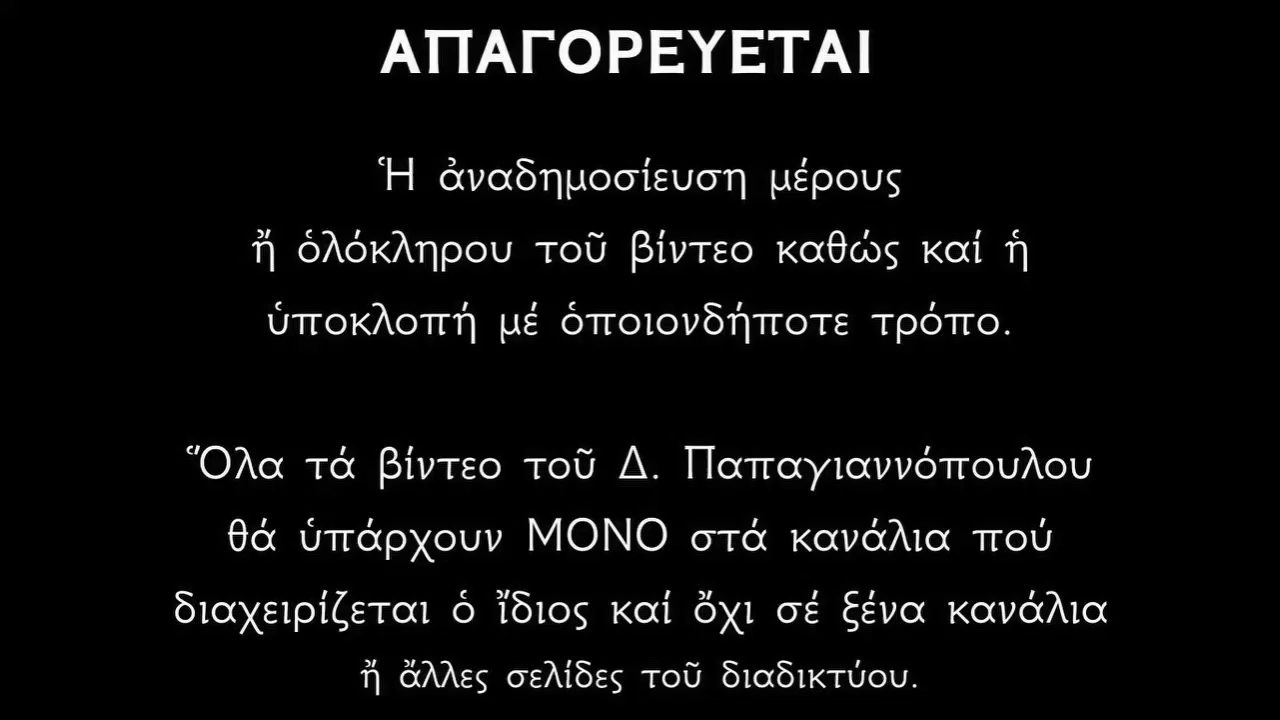 ΑΠΑΓΟΡΕΥΕΤΑΙ
Ἡ ἀναδημοσίευση μέρους
ἤ ὁλόκληρου τοῦ βίντεο καθώς καί ἡ
ὑποκλοπή μέ ὁποιονδήποτε τρόπο.
Ὅλα τά βίντεο τοῦ Δ. Παπαγιαννόπουλου
θά ὑπάρχουν ΜΟΝΟ στά κανάλια πού
διαχειρίζεται ὁ ἴδιος καί ὄχι σέ ξένα κανάλια
ἤ ἄλλες σελίδες τοῦ διαδικτύου.